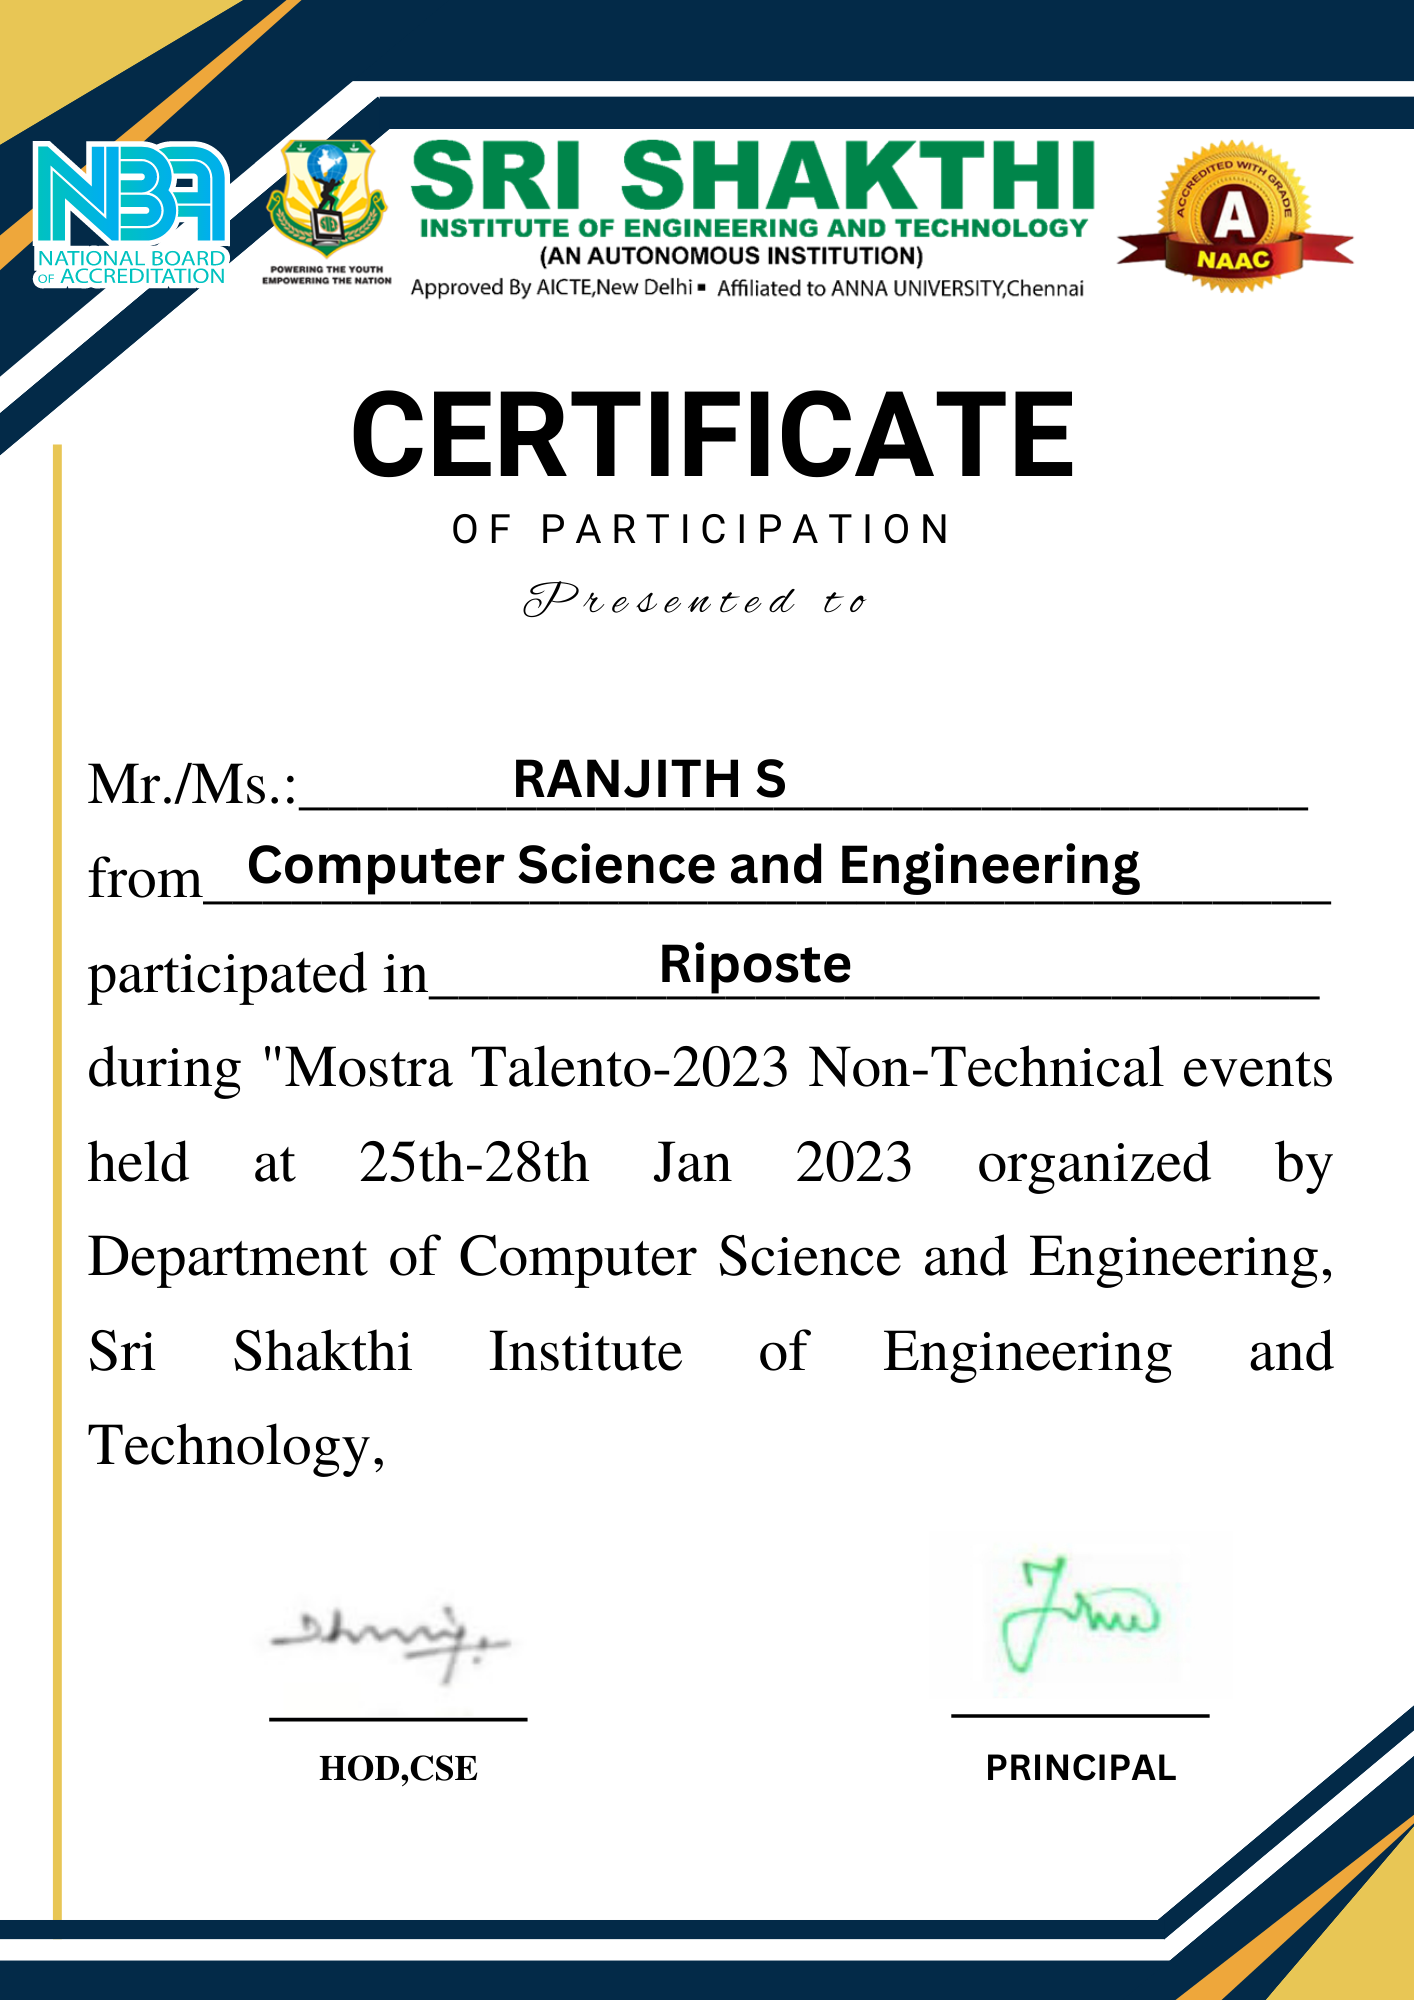 NBA
NATIONAL BOARD
OF ACCREDITATION
POWERING THE YOUTH
EMPOWERING THE NATION
SRI SHAKTHI
INSTITUTE OF ENGINEERING AND TECHNOLOGY
(AN AUTONOMOUS INSTITUTION)
Approved By AICTE,New Delhi ▪ Affiliated to ANNA UNIVERSITY,Chennai
ACCREDITED WITH GRADE
A
NAAC
CERTIFICATE
OF PARTICIPATION
Presented to
Mr./Ms.: RANJITH S
from Computer Science and Engineering
participated in Riposte
during "Mostra Talento-2023 Non-Technical events
held at 25th-28th Jan 2023 organized by
Department of Computer Science and Engineering,
Sri Shakthi Institute of Engineering and
Technology,
HOD,CSE
PRINCIPAL